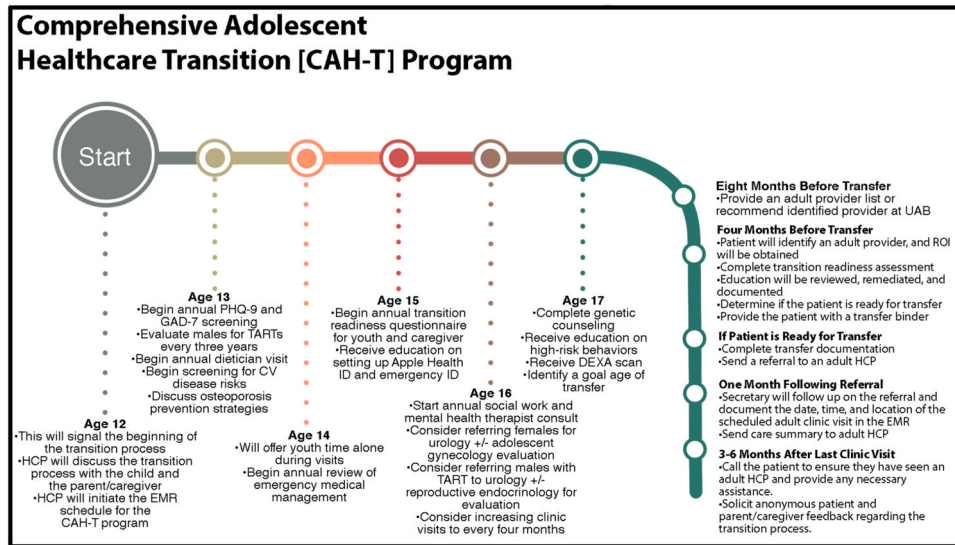 Comprehensive Adolescent
Healthcare Transition [CAH-T] Program
Start
Age 12
•This will signal the beginning of
the transition process
•HCP will discuss the transition
process with the child and
the parent/caregiver
•HCP will initiate the EMR
schedule for the
CAH-T program
Age 13
•Begin annual PHQ-9 and
GAD-7 screening
•Evaluate males for TARTs
every three years
•Begin annual dietician visit
•Begin screening for CV
disease risks
•Discuss osteoporosis
prevention strategies
Age 14
•Will offer youth time alone
during visits
•Begin annual review of
emergency medical
management
Age 15
•Begin annual transition
readiness questionnaire
for youth and caregiver
•Receive education on
setting up Apple Health
ID and emergency ID
Age 16
•Start annual social work and
mental health therapist consult
•Consider referring females for
urology +/- adolescent
gynecology evaluation
•Consider referring males with
TART to urology +/-
reproductive endocrinology for
evaluation
•Consider increasing clinic
visits to every four months
Age 17
•Complete genetic
counseling
•Receive education on
high-risk behaviors
•Receive DEXA scan
•Identify a goal age of
transfer
Eight Months Before Transfer
•Provide an adult provider list or
recommend identified provider at UAB
Four Months Before Transfer
•Patient will identify an adult provider, and ROI
will be obtained
•Complete transition readiness assessment
•Education will be reviewed, remediated, and
documented
•Determine if the patient is ready for transfer
•Provide the patient with a transfer binder
If Patient is Ready for Transfer
•Complete transfer documentation
•Send a referral to an adult HCP
One Month Following Referral
•Secretary will follow up on the referral and
document the date, time, and location of the
scheduled adult clinic visit in the EMR
•Send care summary to adult HCP
3-6 Months After Last Clinic Visit
•Call the patient to ensure they have seen an
adult HCP and provide any necessary
assistance.
•Solicit anonymous patient and
parent/caregiver feedback regarding the
transition process.